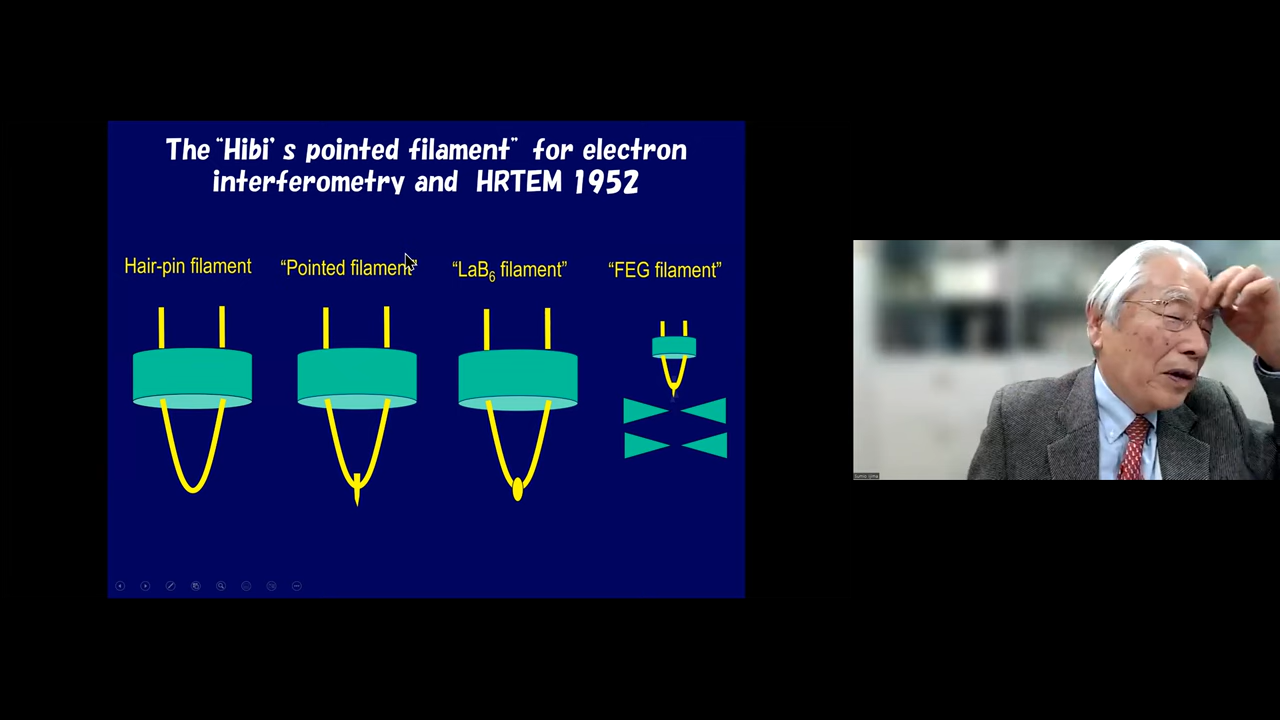 The “Hibi’ s pointed filament” for electron
interferometry and HRTEM 1952
Hair-pin filament
“Pointed filament”
“LaB6 filament”
“FEG filament”